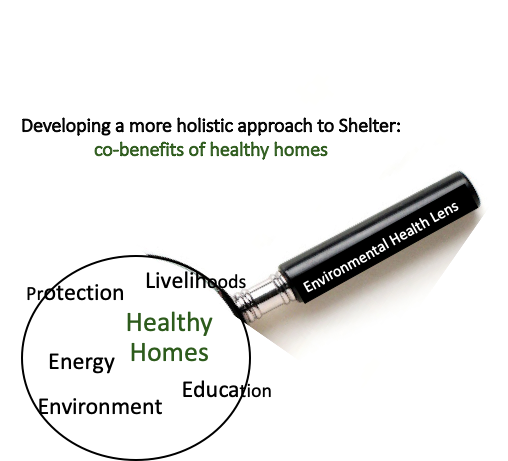 Developing a more holistic approach to Shelter:
co-benefits of healthy homes
Environmental Health Lens
Livelihoods
Protection
Healthy
Homes
Energy
Education
Environment